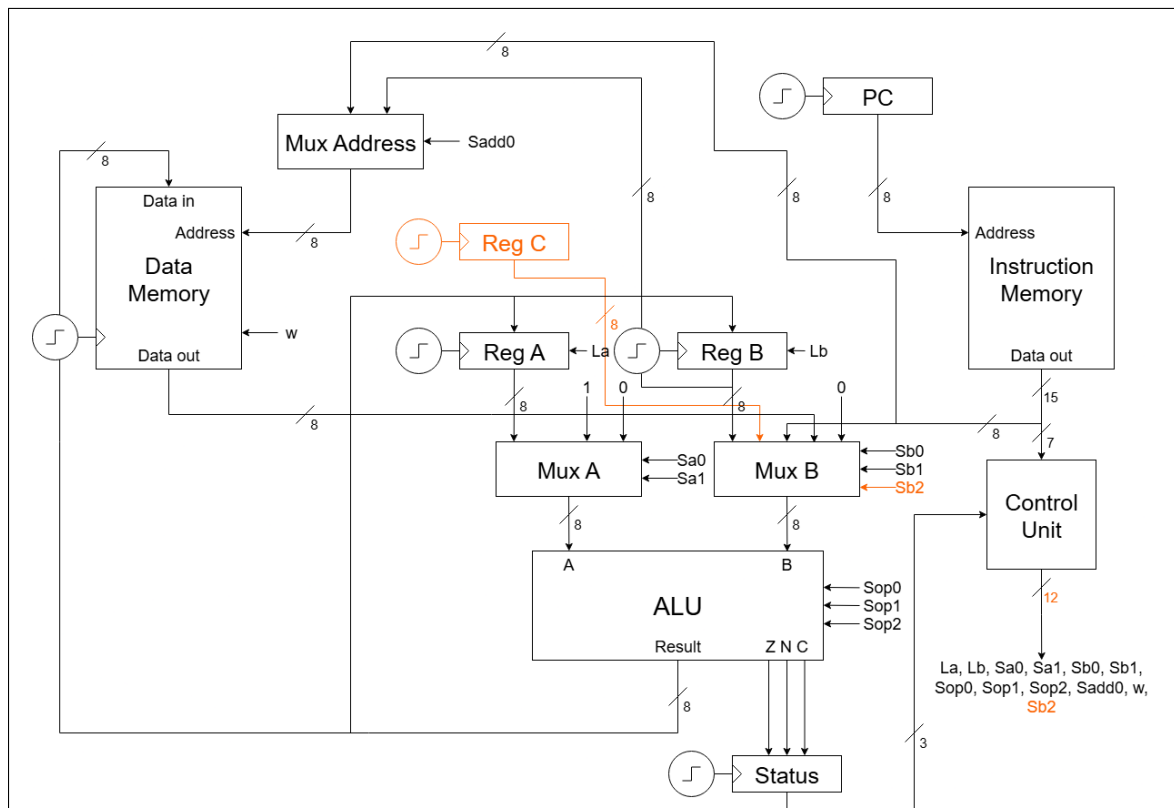 8
PC
8
Mux Address
Sadd0
8
8
8
Data in
Address
8
Data
Memory
w
Data out
Reg C
8
Address
Instruction
Memory
Data out
Reg A
La
Reg B
Lb
15
8
8
1
0
8
0
8
7
Mux A
Sa0
Sa1
Mux B
Sb0
Sb1
Sb2
Control
Unit
8
8
12
A
B
ALU
Sop0
Sop1
Sop2
Result
Z N C
La, Lb, Sa0, Sa1, Sb0, Sb1,
Sop0, Sop1, Sop2, Sadd0, w,
Sb2
8
3
Status